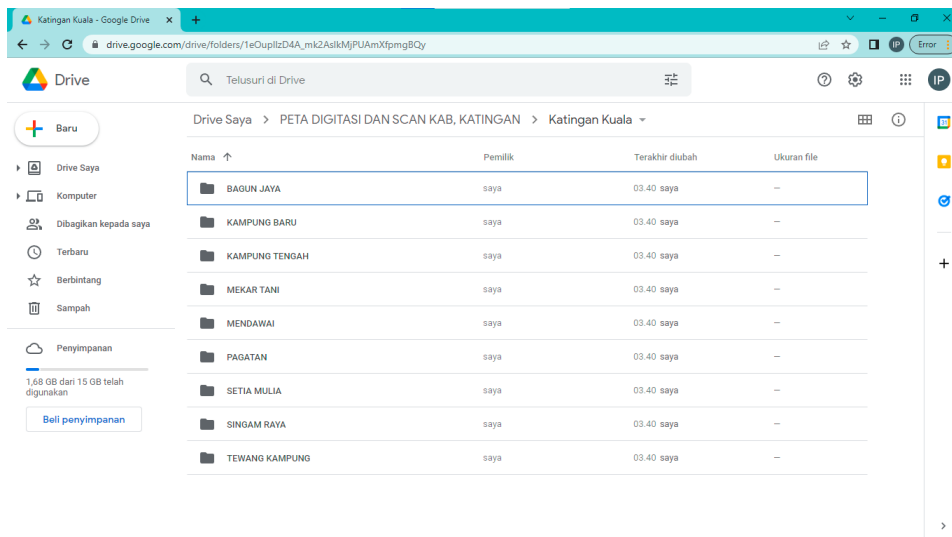 Katingan Kuala - Google Drive
drive.google.com/drive/folders/1eOupIlzD4A_mk2AslkMjPUAmXfpmgBQy
IP
Error
Drive
Telusuri di Drive
IP
Baru
Drive Saya > PETA DIGITASI DAN SCAN KAB, KATINGAN > Katingan Kuala
31
Nama Pemilik Terakhir diubah Ukuran file
Drive Saya
Komputer
Dibagikan kepada saya
Terbaru
Berbintang
Sampah
Penyimpanan
1,68 GB dari 15 GB telah
digunakan
Beli penyimpanan
BAGUN JAYA saya 03.40 saya —
KAMPUNG BARU saya 03.40 saya —
KAMPUNG TENGAH saya 03.40 saya —
MEKAR TANI saya 03.40 saya —
MENDAWAI saya 03.40 saya —
PAGATAN saya 03.40 saya —
SETIA MULIA saya 03.40 saya —
SINGAM RAYA saya 03.40 saya —
TEWANG KAMPUNG saya 03.40 saya —